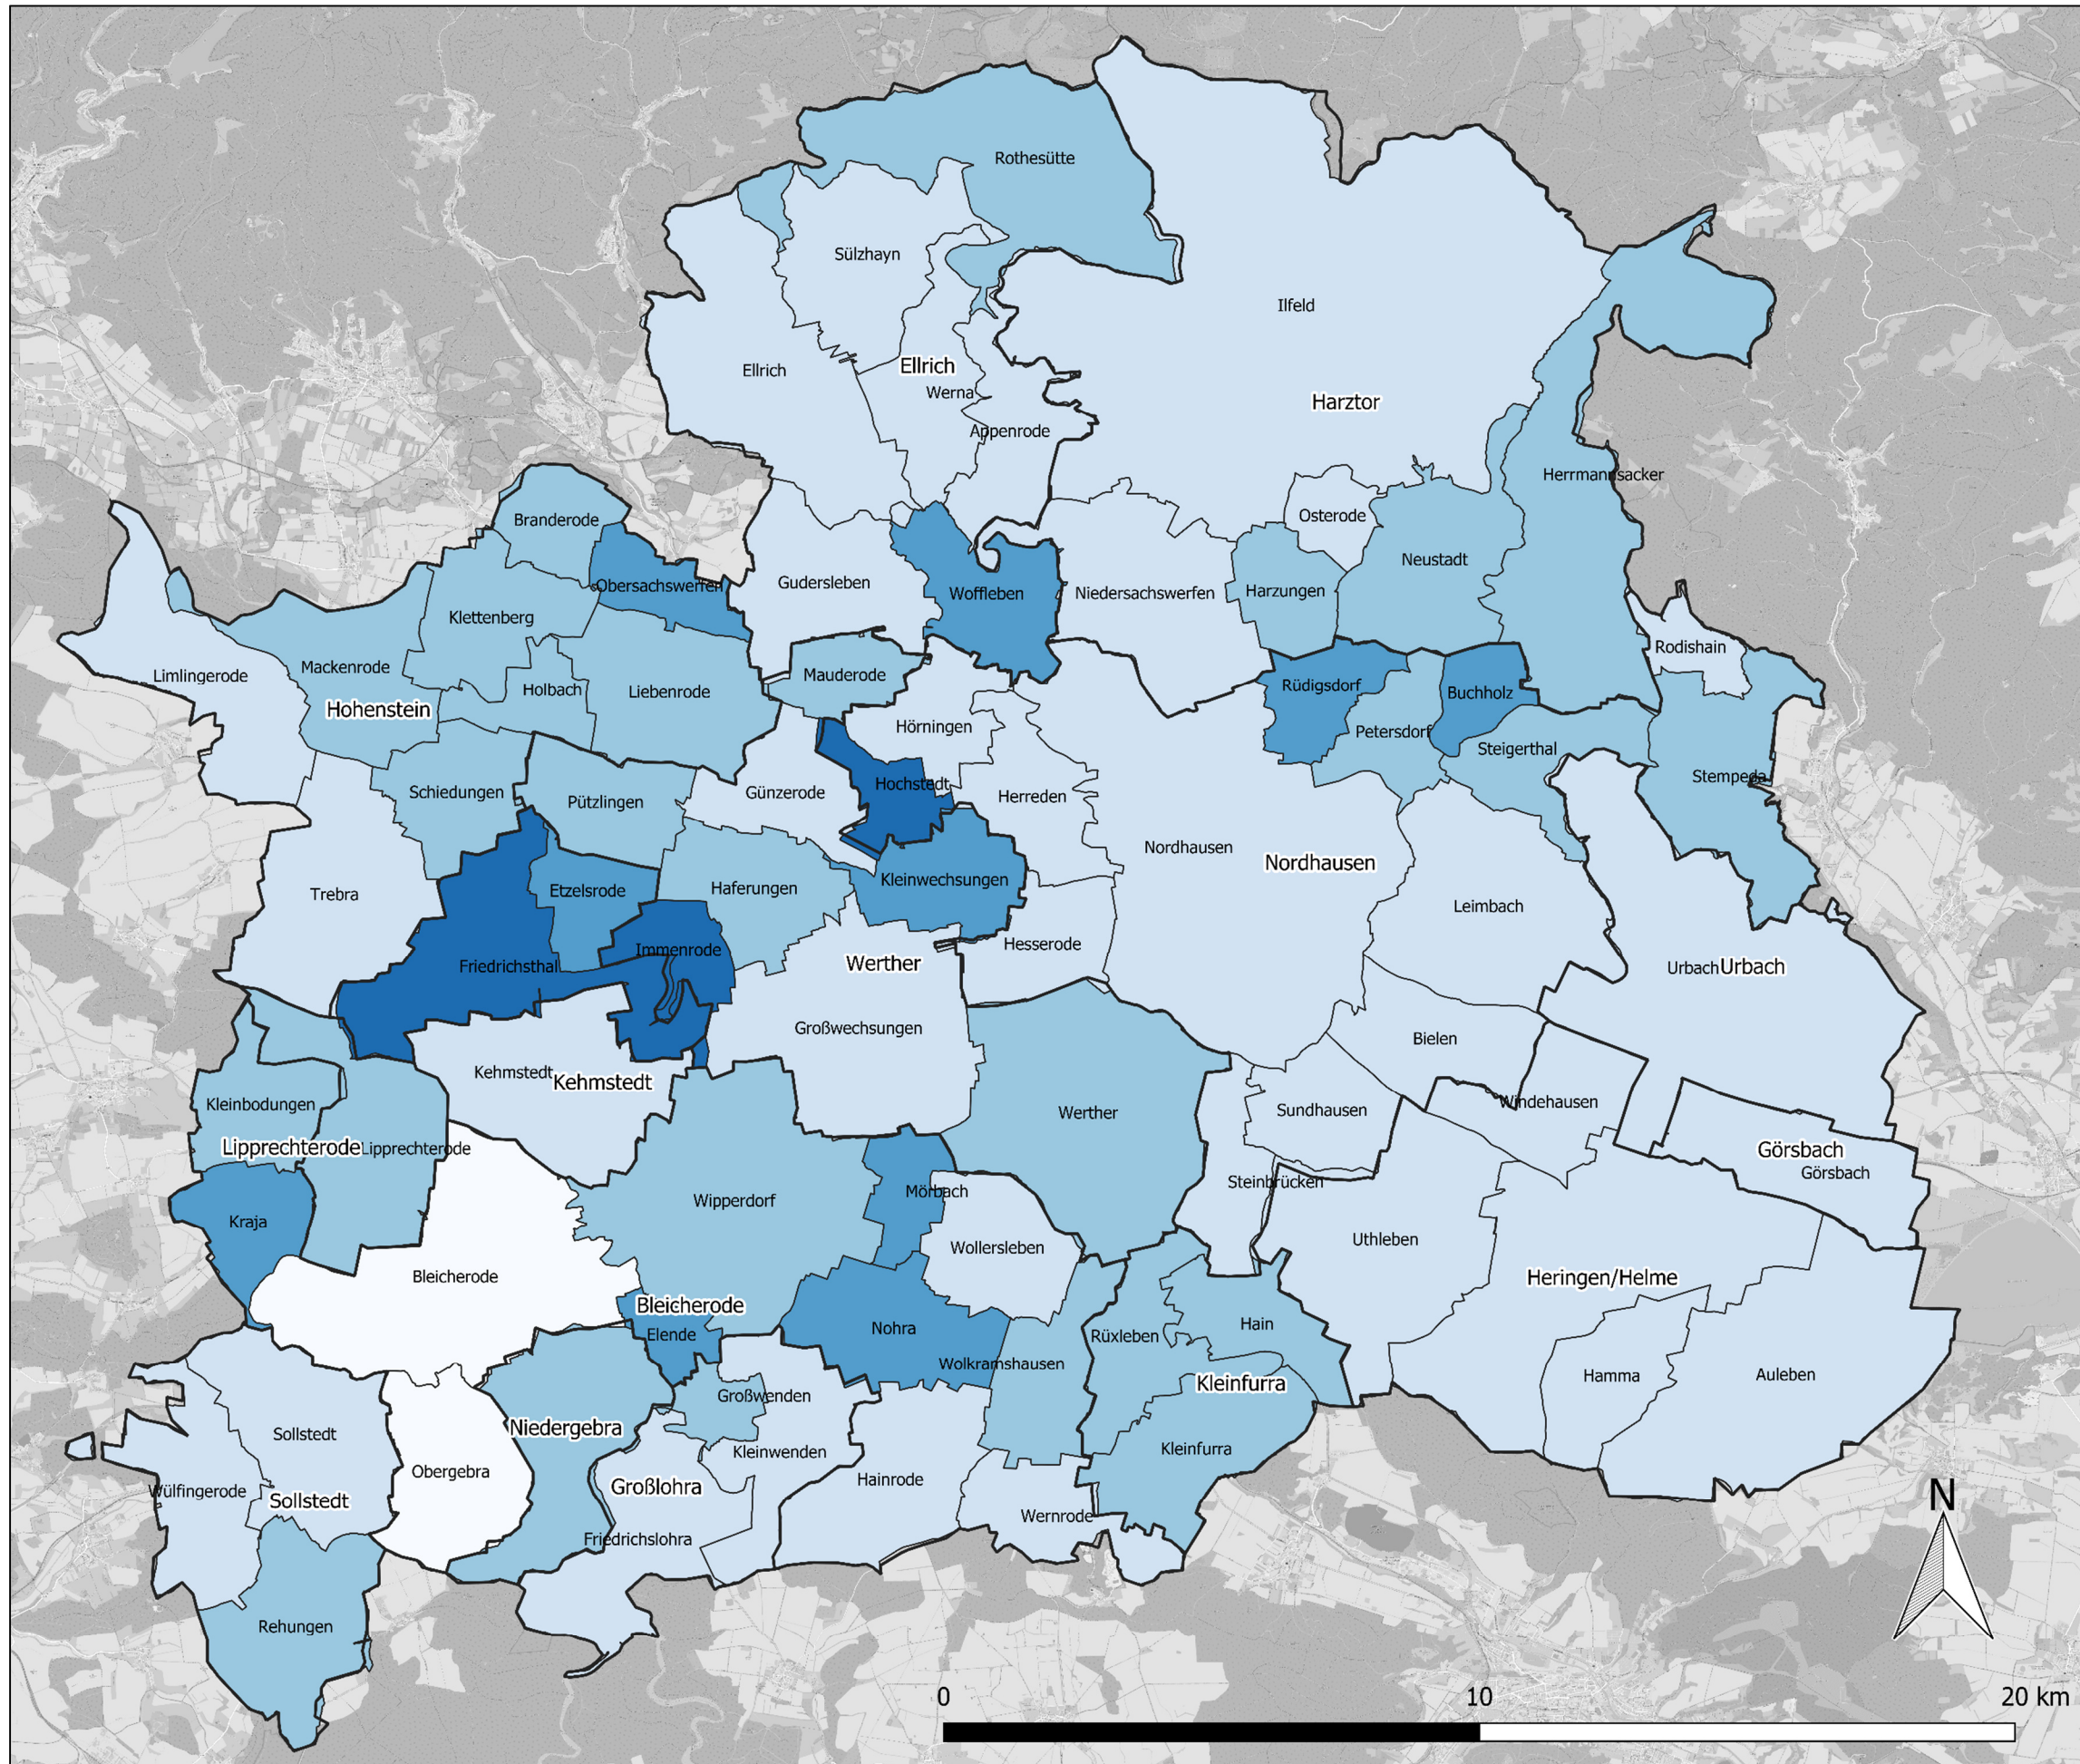 Rothesütte
Sülzhayn
Ilfeld
Ellrich
Ellrich
Werna
Harztor
Appenrode
Herrmannsacker
Osterode
Branderode
Neustadt
Obersachswerfen
Gudersleben
Woffleben
Niedersachswerfen
Harzungen
Klettenberg
Rodishain
Limlingerode
Mackenrode
Holbach
Liebenrode
Mauderode
Rüdigsdorf
Buchholz
Hohenstein
Hörningen
Petersdorf
Steigerthal
Stempeda
Schiedungen
Pützlingen
Günzerode
Hochstedt
Herreden
Nordhausen
Nordhausen
Trebra
Etzelsrode
Haferungen
Kleinwechsungen
Leimbach
Friedrichsthal
Immenrode
Werther
Hesserode
Urbach
Urbach
Großwechsungen
Bielen
Kehmstedt
Kehmstedt
Kleinbodungen
Werther
Sundhausen
Windehausen
Lipprechterode
Lipprechterode
Görsbach
Görsbach
Kraja
Wipperdorf
Mörbach
Steinbrücken
Wollersleben
Uthleben
Bleicherode
Heringen/Helme
Bleicherode
Elende
Nohra
Rüxleben
Hain
Wolkramshausen
Kleinfurra
Hamma
Auleben
Großwenden
Sollstedt
Niedergebra
Kleinwenden
Kleinfurra
Obergebra
Hainrode
Wülfingerode
Sollstedt
Großlohra
Wernrode
Friedrichslohra
Rehungen
N
0 10 20 km